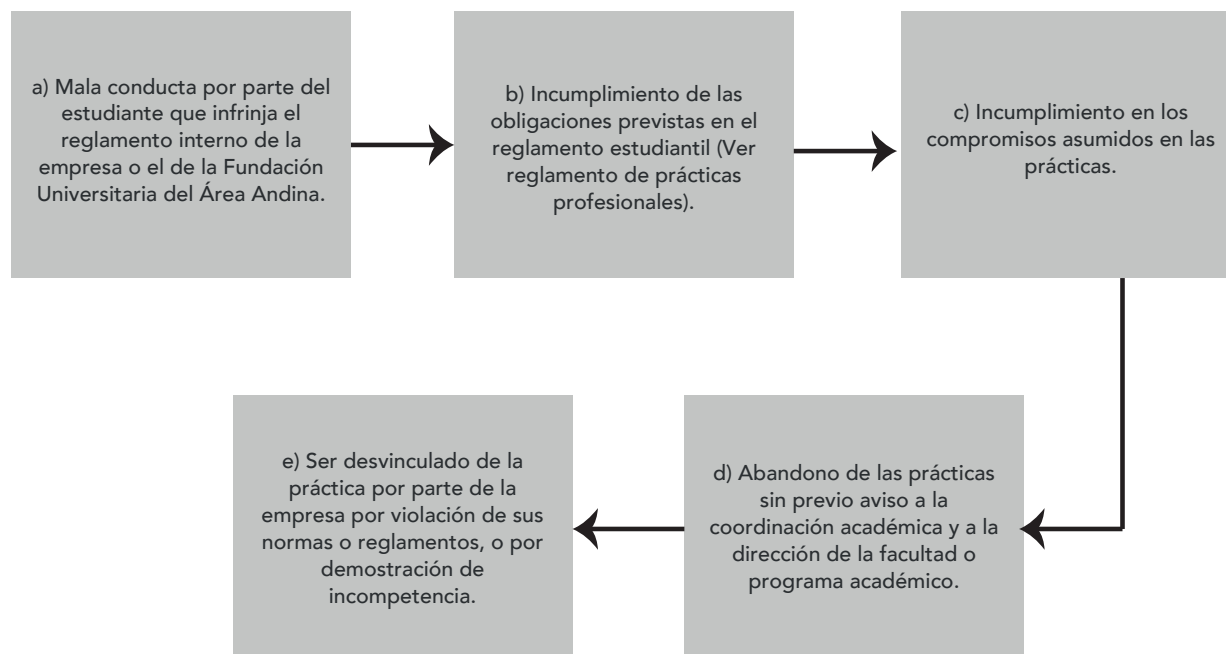 a) Mala conducta por parte del
estudiante que infrinja el
reglamento interno de la
empresa o el de la Fundación
Universitaria del Área Andina.
b) Incumplimiento de las
obligaciones previstas en el
reglamento estudiantil (Ver
reglamento de prácticas
profesionales).
c) Incumplimiento en los
compromisos asumidos en las
prácticas.
d) Abandono de las prácticas
sin previo aviso a la
coordinación académica y a la
dirección de la facultad o
programa académico.
e) Ser desvinculado de la
práctica por parte de la
empresa por violación de sus
normas o reglamentos, o por
demostración de
incompetencia.